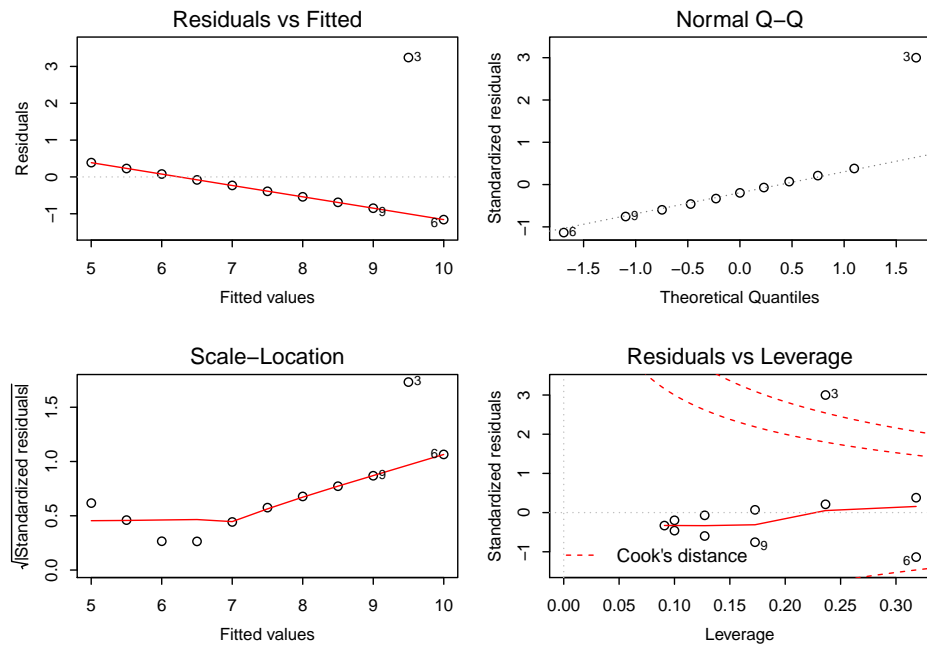 Residuals vs Fitted
3
2
1
0
−1
Residuals
3
9
6
5 6 7 8 9 10
Fitted values
Normal Q−Q
3
2
1
0
−1
Standardized residuals
3
9
6
−1.5 −1.0 −0.5 0.0 0.5 1.0 1.5
Theoretical Quantiles
Scale−Location
1.5
1.0
0.5
0.0
√|Standardized residuals|
3
6
9
5 6 7 8 9 10
Fitted values
Residuals vs Leverage
3
2
1
0
−1
Standardized residuals
3
9
6
Cook's distance
0.00 0.05 0.10 0.15 0.20 0.25 0.30
Leverage